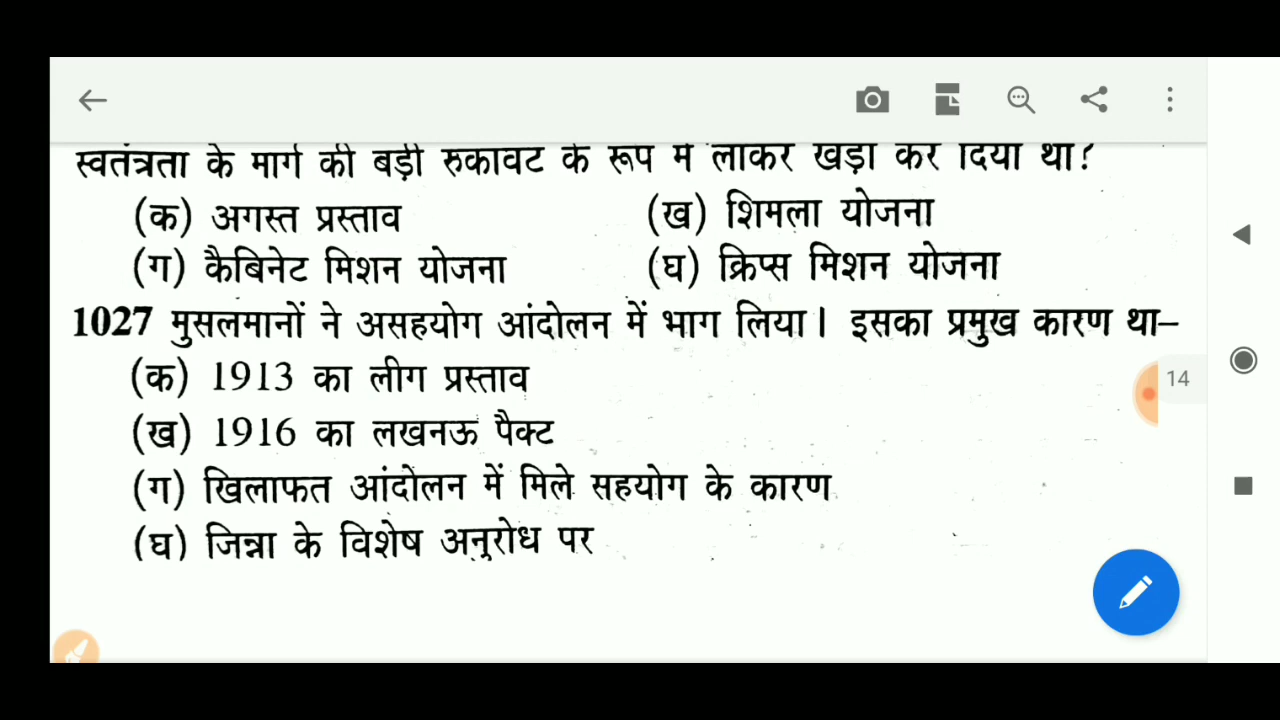 स्वतंत्रता के मार्ग की बड़ी रुकावट के रूप में लाकर खड़ा कर दिया था?
(क) अगस्त प्रस्ताव (ख) शिमला योजना
(ग) कैबिनेट मिशन योजना (घ) क्रिप्स मिशन योजना
1027 मुसलमानों ने असहयोग आंदोलन में भाग लिया। इसका प्रमुख कारण था–
(क) 1913 का लीग प्रस्ताव
14
(ख) 1916 का लखनऊ पैक्ट
(ग) खिलाफत आंदोलन में मिले सहयोग के कारण
(घ) जिन्ना के विशेष अनुरोध पर